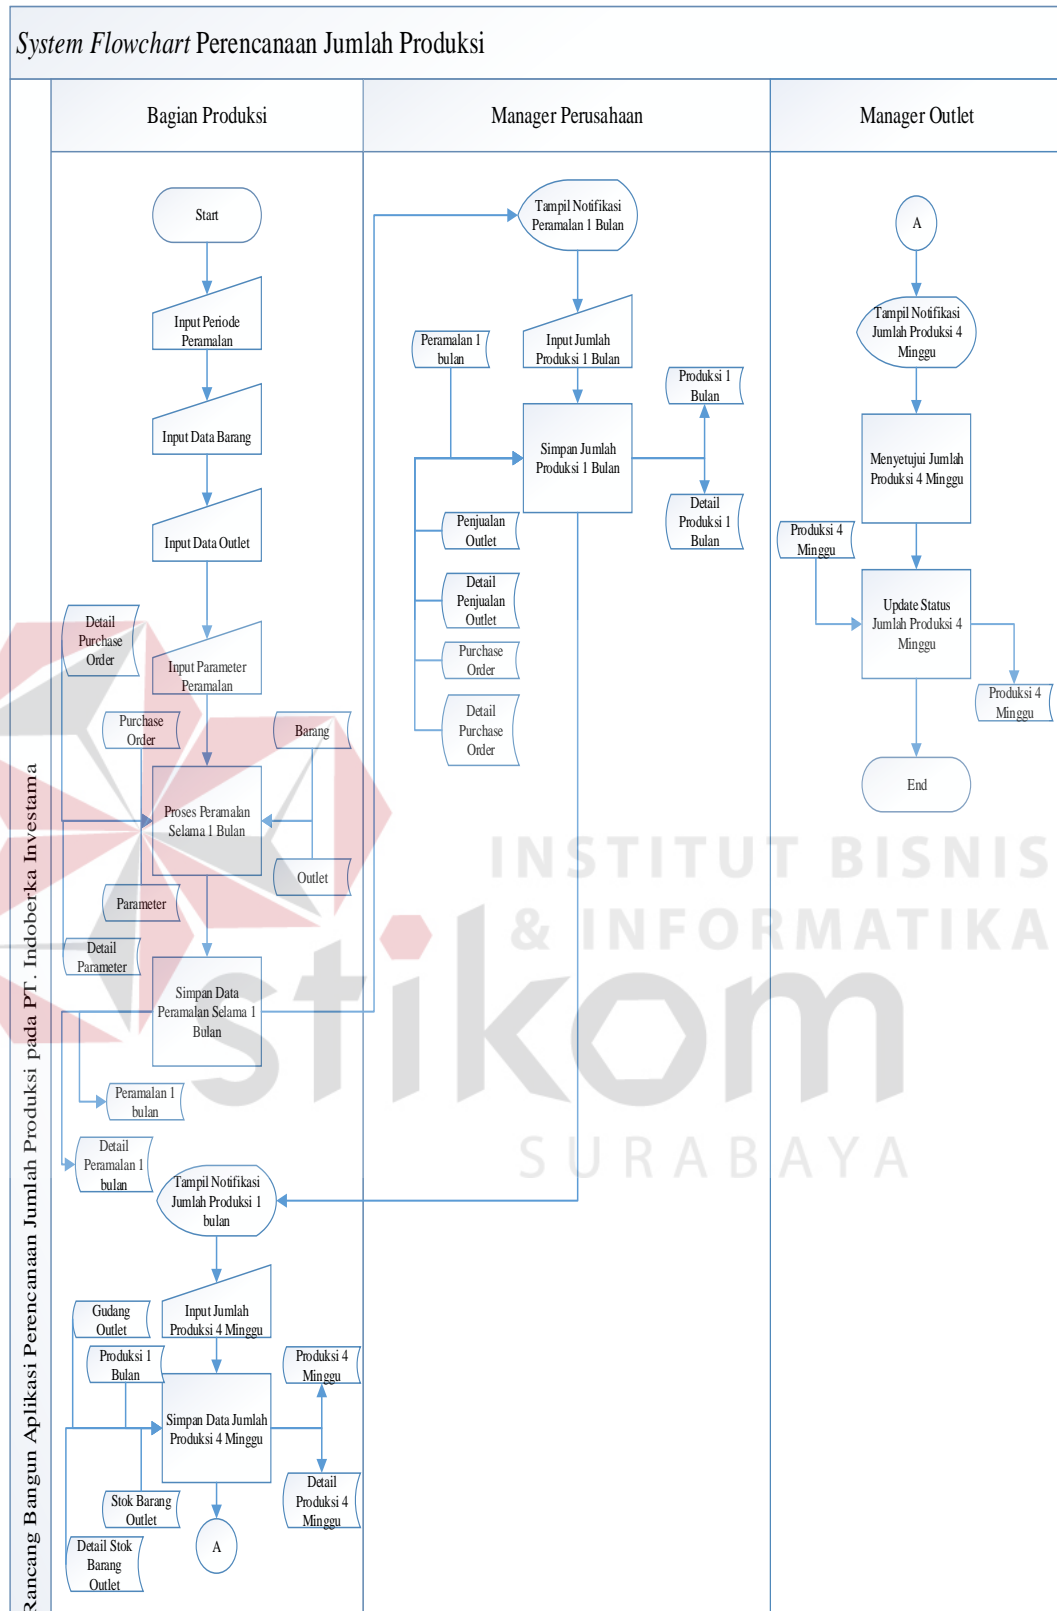 System Flowchart Perencanaan Jumlah Produksi
Rancang Bangun Aplikasi Perencanaan Jumlah Produksi pada PT. Indoberka Investama
Bagian Produksi
Start
Input Periode
Peramalan
Input Data Barang
Input Data Outlet
Detail
Purchase
Order
Input Parameter
Peramalan
Purchase
Order
Barang
Proses Peramalan
Selama 1 Bulan
Outlet
Parameter
Detail
Parameter
Simpan Data
Peramalan Selama 1
Bulan
Peramalan 1
bulan
Detail
Peramalan 1
bulan
Tampil Notifikasi
Jumlah Produksi 1
bulan
Input Jumlah
Produksi 4 Minggu
Gudang
Outlet
Produksi 1
Bulan
Produksi 4
Minggu
Simpan Data Jumlah
Produksi 4 Minggu
Stok Barang
Outlet
Detail
Produksi 4
Minggu
Detail Stok
Barang
Outlet
A
Manager Perusahaan
Tampil Notifikasi
Peramalan 1 Bulan
Peramalan 1
bulan
Input Jumlah
Produksi 1 Bulan
Produksi 1
Bulan
Simpan Jumlah
Produksi 1 Bulan
Detail
Produksi 1
Bulan
Penjualan
Outlet
Detail
Penjualan
Outlet
Purchase
Order
Detail
Purchase
Order
Manager Outlet
A
Tampil Notifikasi
Jumlah Produksi 4
Minggu
Menyetujui Jumlah
Produksi 4 Minggu
Produksi 4
Minggu
Update Status
Jumlah Produksi 4
Minggu
Produksi 4
Minggu
End
INSTITUT BISNIS
& INFORMATIKA
stikom
SURABAYA